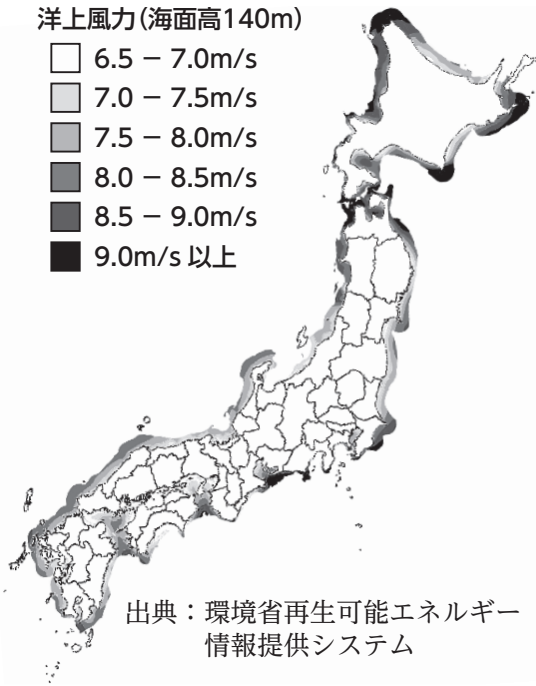 洋上風力(海面高140m)
6.5 − 7.0m/s
7.0 − 7.5m/s
7.5 − 8.0m/s
8.0 − 8.5m/s
8.5 − 9.0m/s
9.0m/s 以上
出典：環境省再生可能エネルギー
情報提供システム